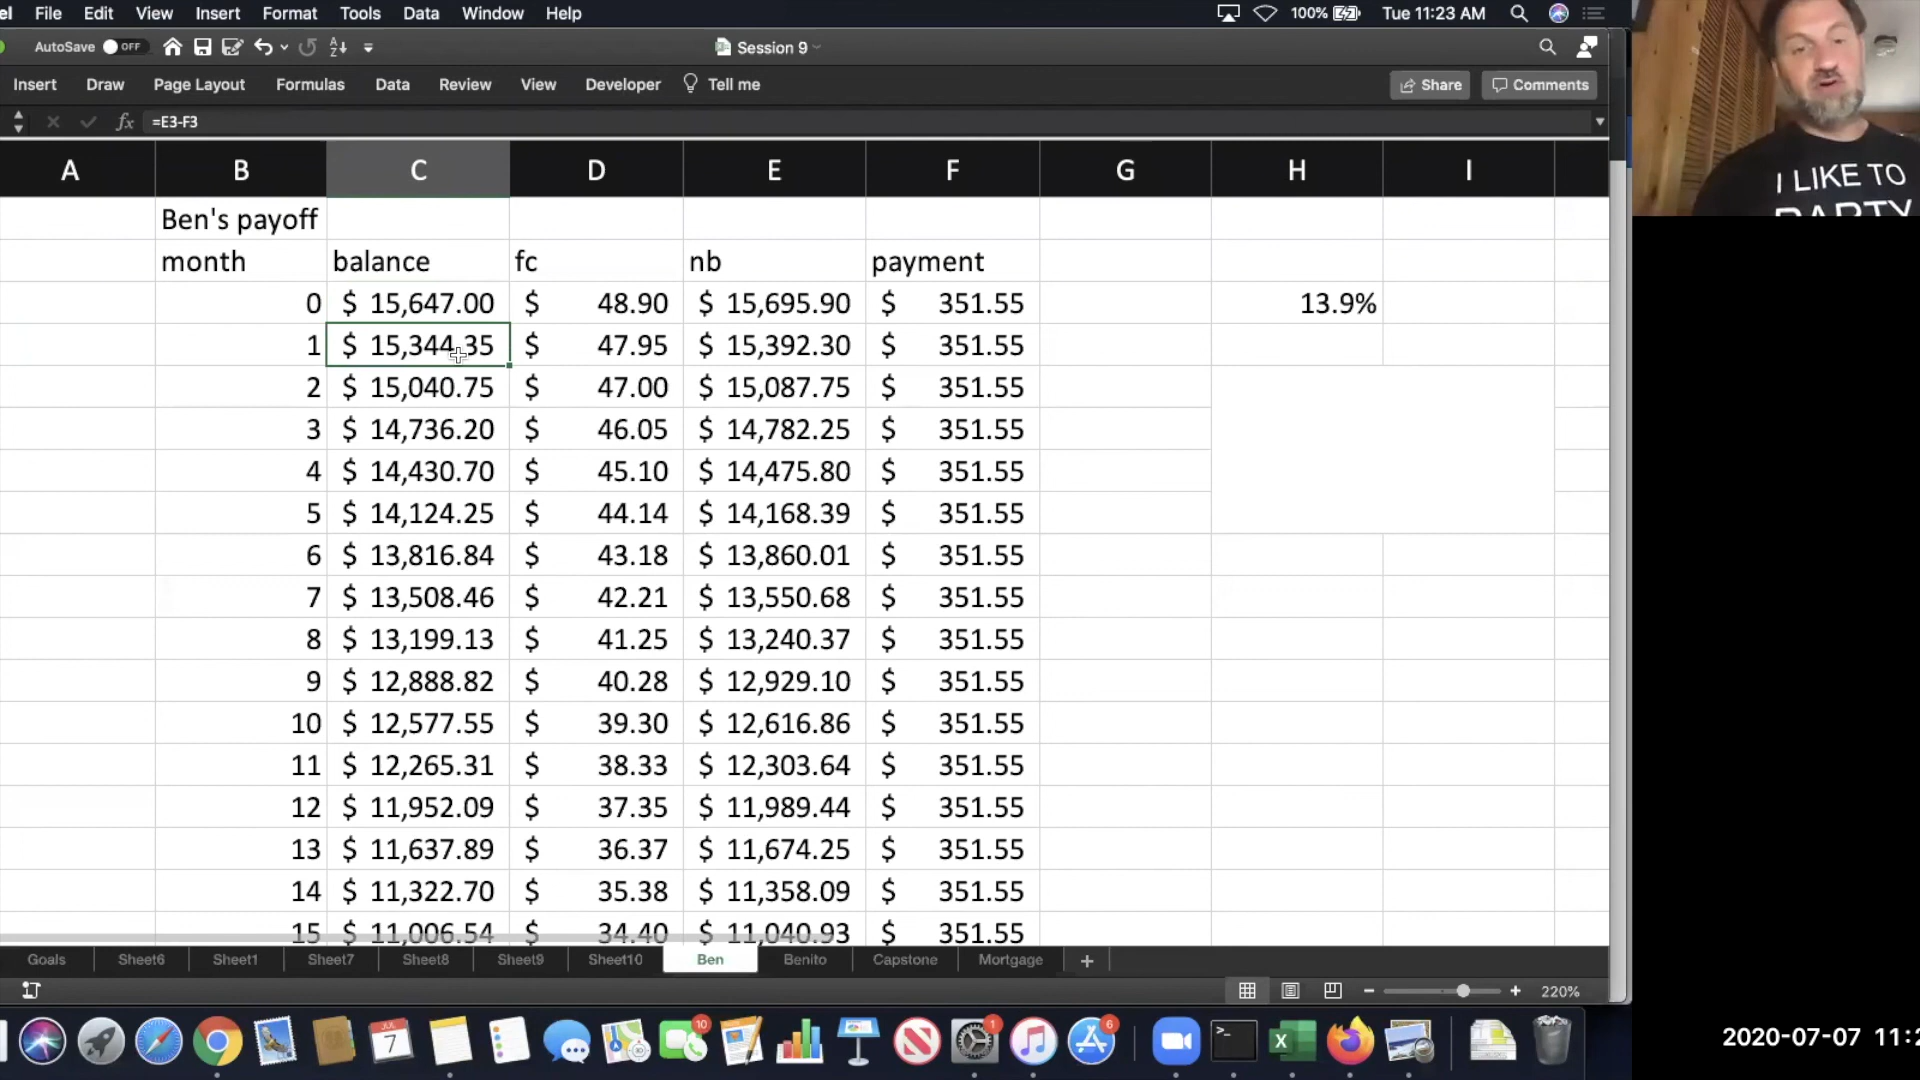 el File Edit View Insert Format Tools Data Window Help 100% Tue 11:23 AM
AutoSave OFF Session 9
Insert Draw Page Layout Formulas Data Review View Developer Tell me Share Comments
fx =E3-F3
A B C D E F G H I
Ben's payoff
month balance fc nb payment
0 $ 15,647.00 $ 48.90 $ 15,695.90 $ 351.55 13.9%
1 $ 15,344.35 $ 47.95 $ 15,392.30 $ 351.55
2 $ 15,040.75 $ 47.00 $ 15,087.75 $ 351.55
3 $ 14,736.20 $ 46.05 $ 14,782.25 $ 351.55
4 $ 14,430.70 $ 45.10 $ 14,475.80 $ 351.55
5 $ 14,124.25 $ 44.14 $ 14,168.39 $ 351.55
6 $ 13,816.84 $ 43.18 $ 13,860.01 $ 351.55
7 $ 13,508.46 $ 42.21 $ 13,550.68 $ 351.55
8 $ 13,199.13 $ 41.25 $ 13,240.37 $ 351.55
9 $ 12,888.82 $ 40.28 $ 12,929.10 $ 351.55
10 $ 12,577.55 $ 39.30 $ 12,616.86 $ 351.55
11 $ 12,265.31 $ 38.33 $ 12,303.64 $ 351.55
12 $ 11,952.09 $ 37.35 $ 11,989.44 $ 351.55
13 $ 11,637.89 $ 36.37 $ 11,674.25 $ 351.55
14 $ 11,322.70 $ 35.38 $ 11,358.09 $ 351.55
15 $ 11,006.54 $ 34.40 $ 11,040.93 $ 351.55
Goals Sheet6 Sheet1 Sheet7 Sheet8 Sheet9 Sheet10 Ben Benito Capstone Mortgage +
220%
JUL 7 10 1 6
I LIKE TO
PARTY
2020-07-07 11:2